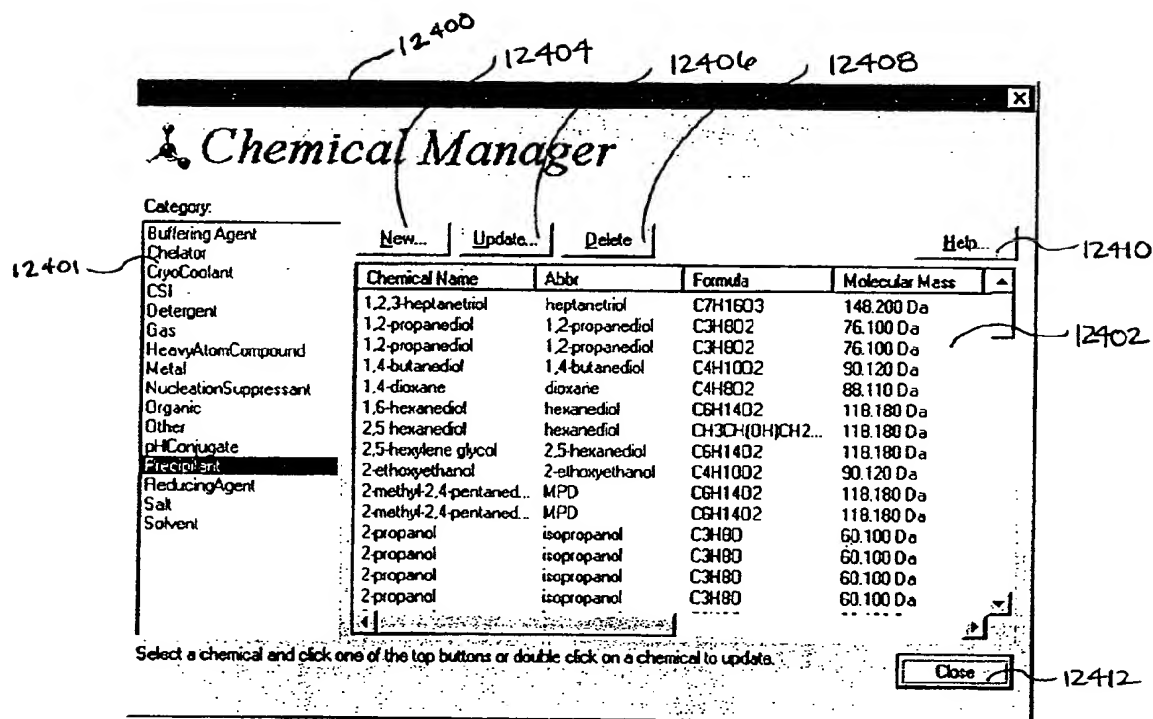 12400
12404
12406
12408
Chemical Manager
Category:
Buffering Agent
Chelator
CryoCoolant
CSI
Detergent
Gas
HeavyAtomCompound
Metal
NucleationSuppressant
Organic
Other
pHConjugate
Precipitant
ReducingAgent
Salt
Solvent
12401
New... Update... Delete Help...
12410
Chemical Name Abbr Formula Molecular Mass
1,2,3-heptanetriol heptanetriol C7H16O3 148.200 Da
1,2-propanediol 1,2-propanediol C3H8O2 76.100 Da
1,2-propanediol 1,2-propanediol C3H8O2 76.100 Da
12402
1,4-butanediol 1,4-butanediol C4H10O2 90.120 Da
1,4-dioxane dioxane C4H8O2 88.110 Da
1,6-hexanediol hexanediol C6H14O2 118.180 Da
2,5 hexanediol hexanediol CH3CH(OH)CH2... 118.180 Da
2,5-hexylene glycol 2,5-hexanediol C6H14O2 118.180 Da
2-ethoxyethanol 2-ethoxyethanol C4H10O2 90.120 Da
2-methyl-2,4-pentaned... MPD C6H14O2 118.180 Da
2-methyl-2,4-pentaned... MPD C6H14O2 118.180 Da
2-propanol isopropanol C3H8O 60.100 Da
2-propanol isopropanol C3H8O 60.100 Da
2-propanol isopropanol C3H8O 60.100 Da
2-propanol isopropanol C3H8O 60.100 Da
Select a chemical and click one of the top buttons or double click on a chemical to update.
Close
12412